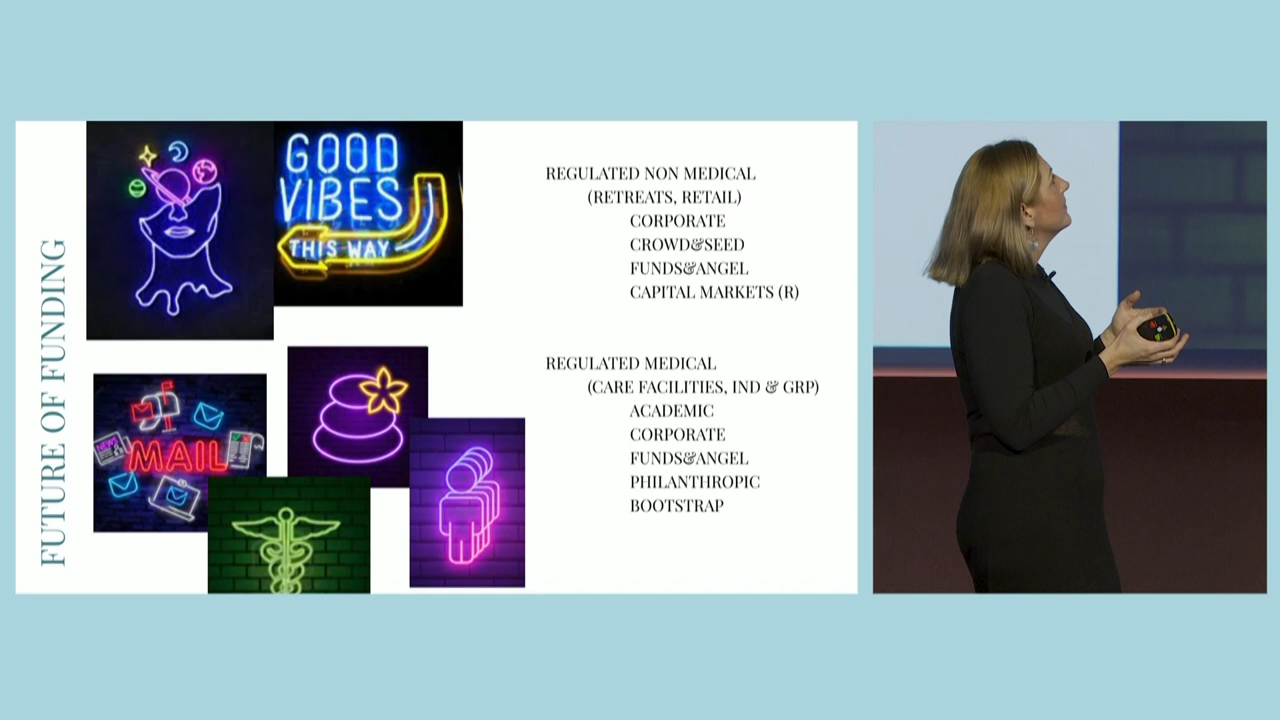 FUTURE OF FUNDING
GOOD
VIBES
THIS WAY
NEWS
MAIL
REGULATED NON MEDICAL
(RETREATS, RETAIL)
CORPORATE
CROWD&SEED
FUNDS&ANGEL
CAPITAL MARKETS (R)
REGULATED MEDICAL
(CARE FACILITIES, IND & GRP)
ACADEMIC
CORPORATE
FUNDS&ANGEL
PHILANTHROPIC
BOOTSTRAP